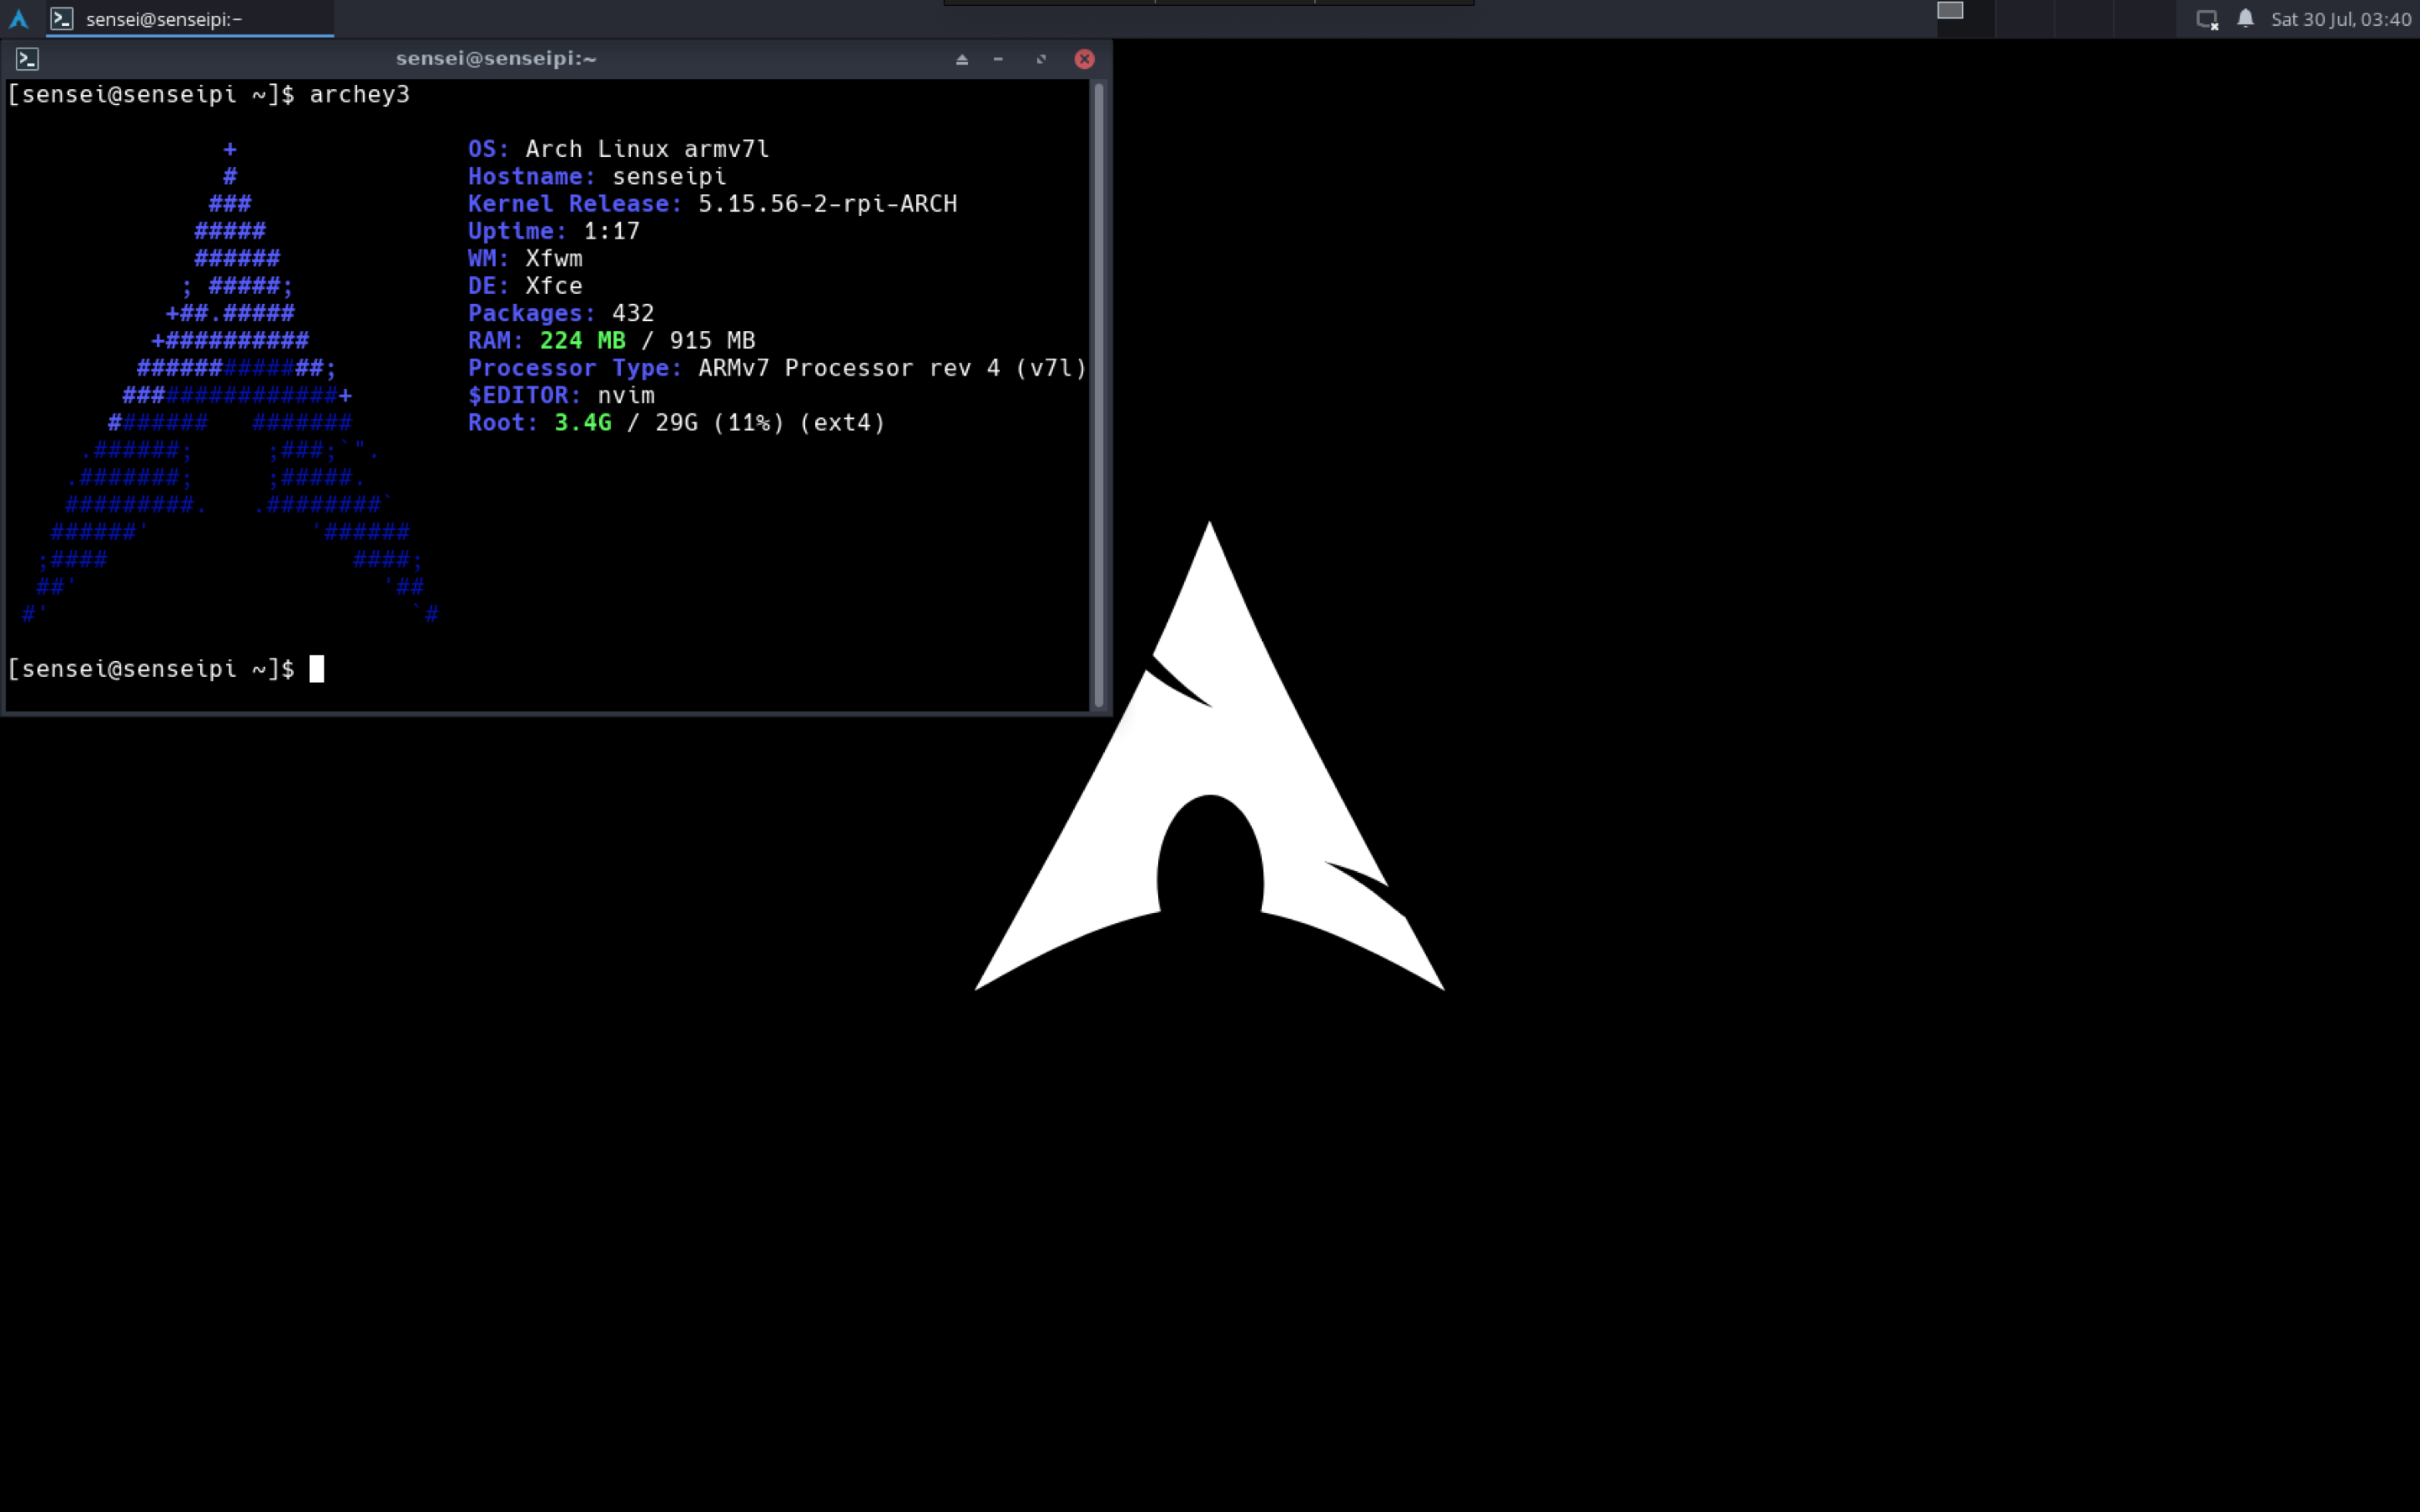 sensei@senseipi:~
Sat 30 Jul, 03:40
sensei@senseipi:~
[sensei@senseipi ~]$ archey3
+
#
###
#####
######
; #####;
+##.#####
+##########
#############;
###############+
#######   #######
.######;     ;###;`".
.#######;     ;#####.
#########.   .########`
######'           '######
;####                 ####;
##'                     '##
#'                         `#
OS: Arch Linux armv7l
Hostname: senseipi
Kernel Release: 5.15.56-2-rpi-ARCH
Uptime: 1:17
WM: Xfwm
DE: Xfce
Packages: 432
RAM: 224 MB / 915 MB
Processor Type: ARMv7 Processor rev 4 (v7l)
$EDITOR: nvim
Root: 3.4G / 29G (11%) (ext4)
[sensei@senseipi ~]$